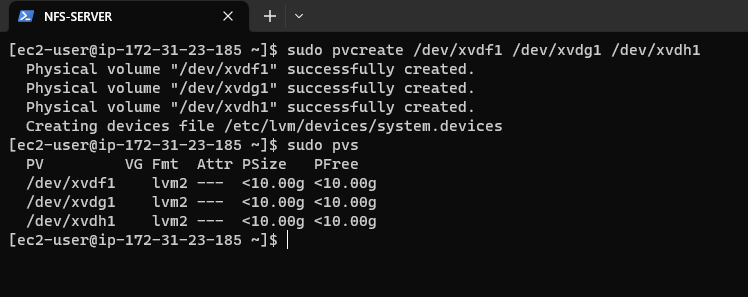 NFS-SERVER
[ec2-user@ip-172-31-23-185 ~]$ sudo pvcreate /dev/xvdf1 /dev/xvdg1 /dev/xvdh1
  Physical volume "/dev/xvdf1" successfully created.
  Physical volume "/dev/xvdg1" successfully created.
  Physical volume "/dev/xvdh1" successfully created.
  Creating devices file /etc/lvm/devices/system.devices
[ec2-user@ip-172-31-23-185 ~]$ sudo pvs
  PV         VG Fmt  Attr PSize   PFree
  /dev/xvdf1    lvm2 ---  <10.00g <10.00g
  /dev/xvdg1    lvm2 ---  <10.00g <10.00g
  /dev/xvdh1    lvm2 ---  <10.00g <10.00g
[ec2-user@ip-172-31-23-185 ~]$